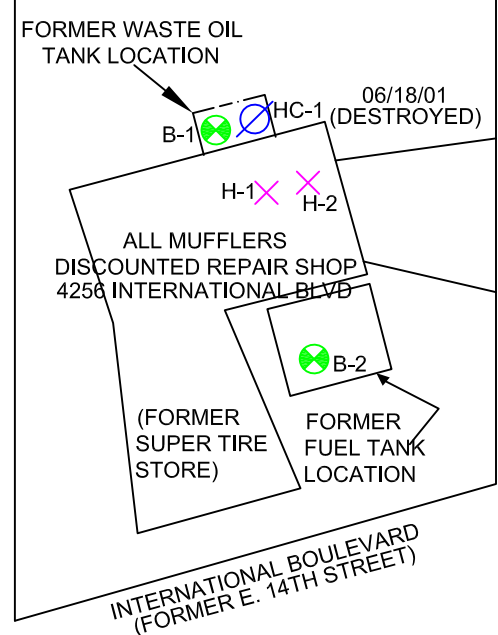 FORMER WASTE OIL
TANK LOCATION
06/18/01
(DESTROYED)
HC-1
B-1
H-1
H-2
ALL MUFFLERS
DISCOUNTED REPAIR SHOP
4256 INTERNATIONAL BLVD
B-2
(FORMER
SUPER TIRE
STORE)
FORMER
FUEL TANK
LOCATION
INTERNATIONAL BOULEVARD
(FORMER E. 14TH STREET)